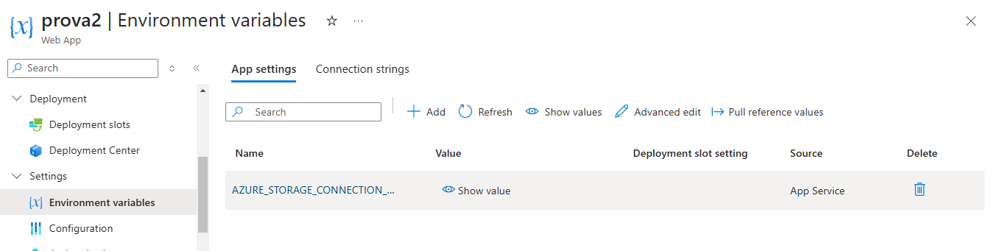 prova2 | Environment variables
Web App
Search
App settings
Connection strings
Deployment
Deployment slots
Deployment Center
Settings
Environment variables
Configuration
Search
Add
Refresh
Show values
Advanced edit
Pull reference values
Name
Value
Deployment slot setting
Source
Delete
AZURE_STORAGE_CONNECTION_...
Show value
App Service